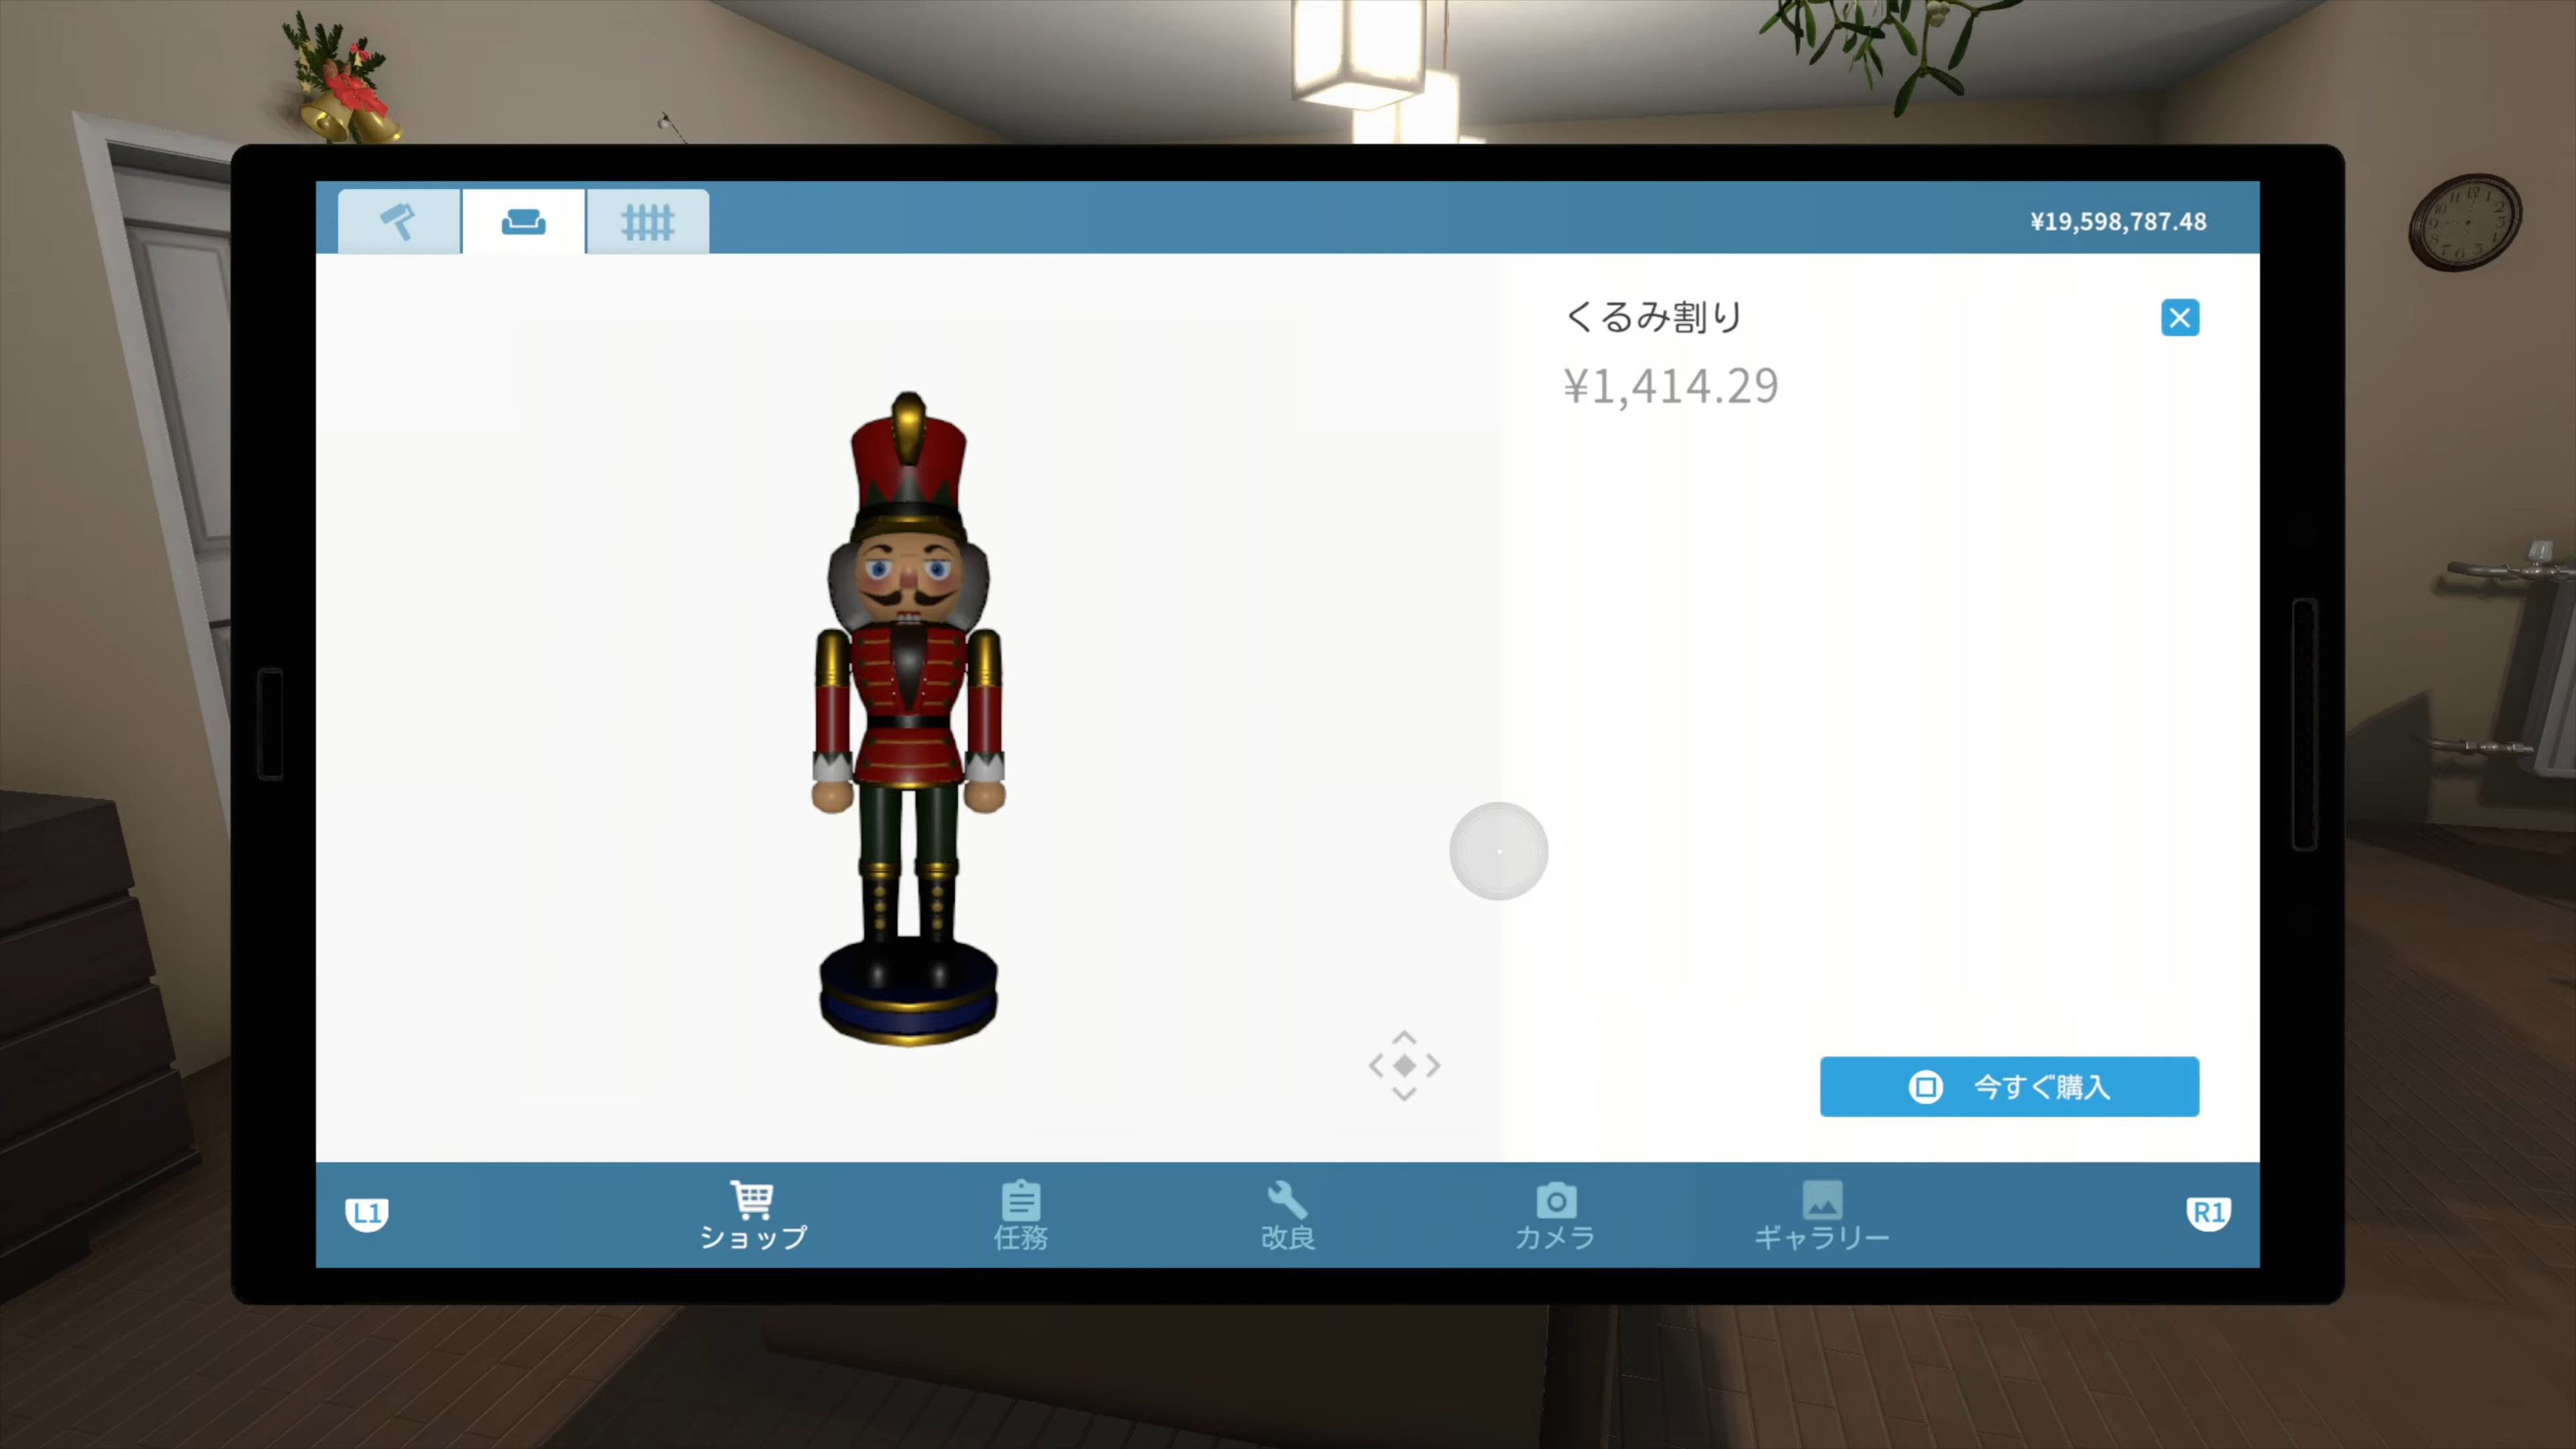 ¥19,598,787.48
くるみ割り
¥1,414.29
今すぐ購入
L1
ショップ
任務
改良
カメラ
ギャラリー
R1